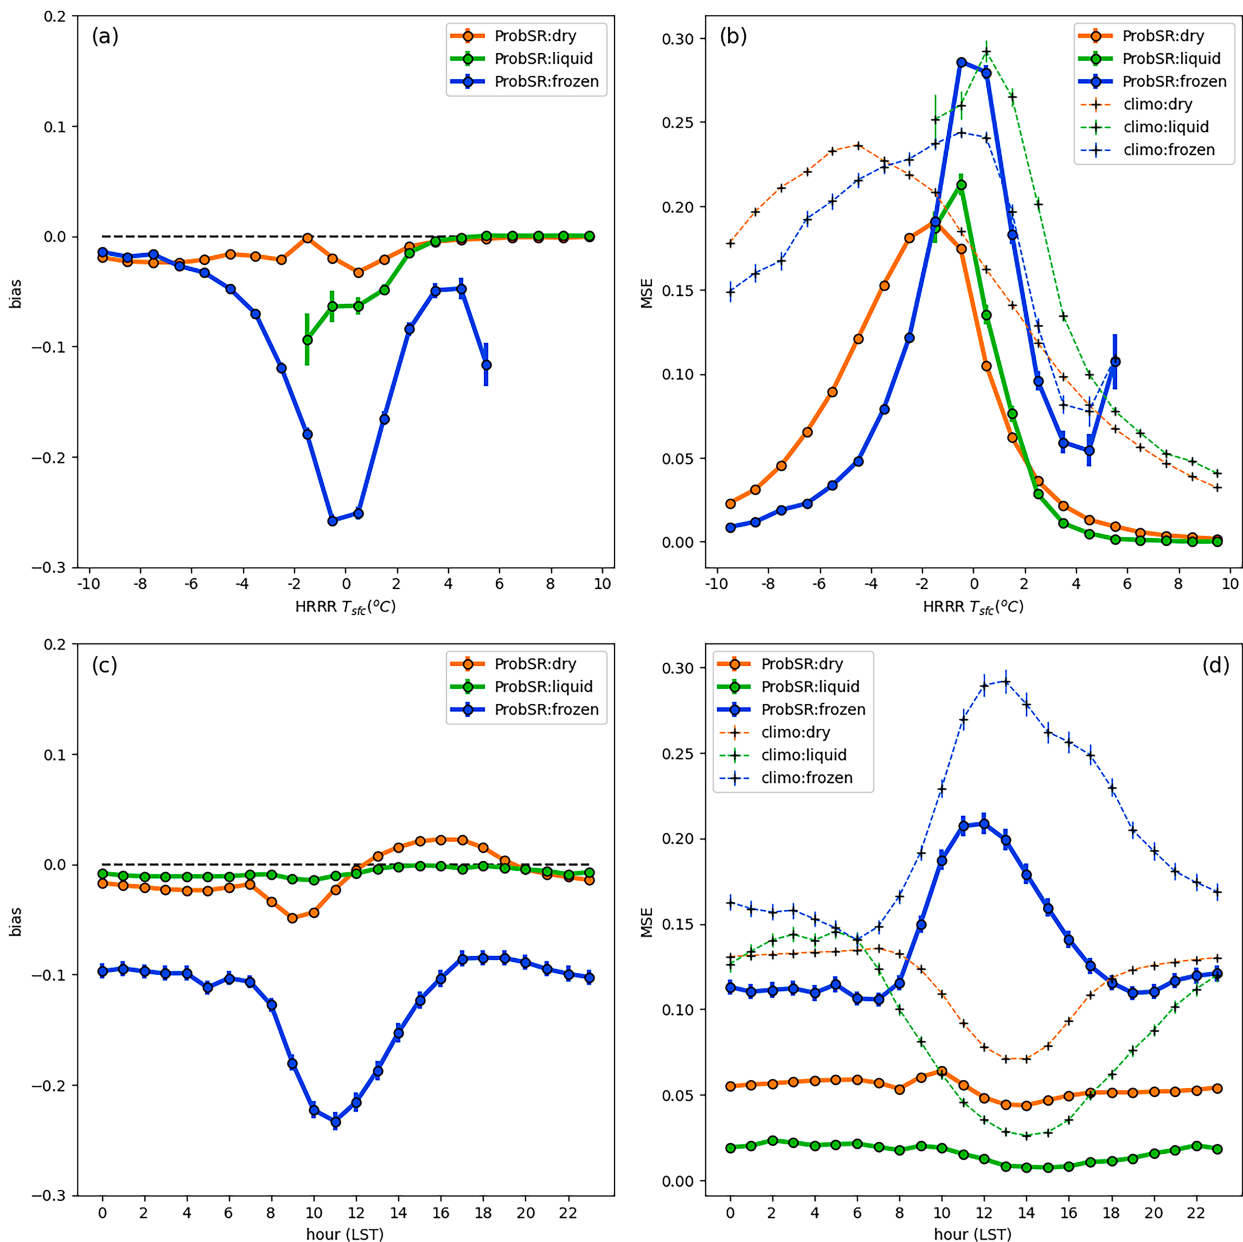 (a)
ProbSR:dry
ProbSR:liquid
ProbSR:frozen
0.2
0.1
0.0
−0.1
−0.2
−0.3
bias
-10 -8 -6 -4 -2 0 2 4 6 8 10
HRRR Tsfc(°C)
(b)
ProbSR:dry
ProbSR:liquid
ProbSR:frozen
climo:dry
climo:liquid
climo:frozen
0.30
0.25
0.20
0.15
0.10
0.05
0.00
MSE
-10 -8 -6 -4 -2 0 2 4 6 8 10
HRRR Tsfc(°C)
(c)
ProbSR:dry
ProbSR:liquid
ProbSR:frozen
0.2
0.1
0.0
−0.1
−0.2
−0.3
bias
0 2 4 6 8 10 12 14 16 18 20 22
hour (LST)
ProbSR:dry
ProbSR:liquid
ProbSR:frozen
climo:dry
climo:liquid
climo:frozen
(d)
0.30
0.25
0.20
0.15
0.10
0.05
0.00
MSE
0 2 4 6 8 10 12 14 16 18 20 22
hour (LST)